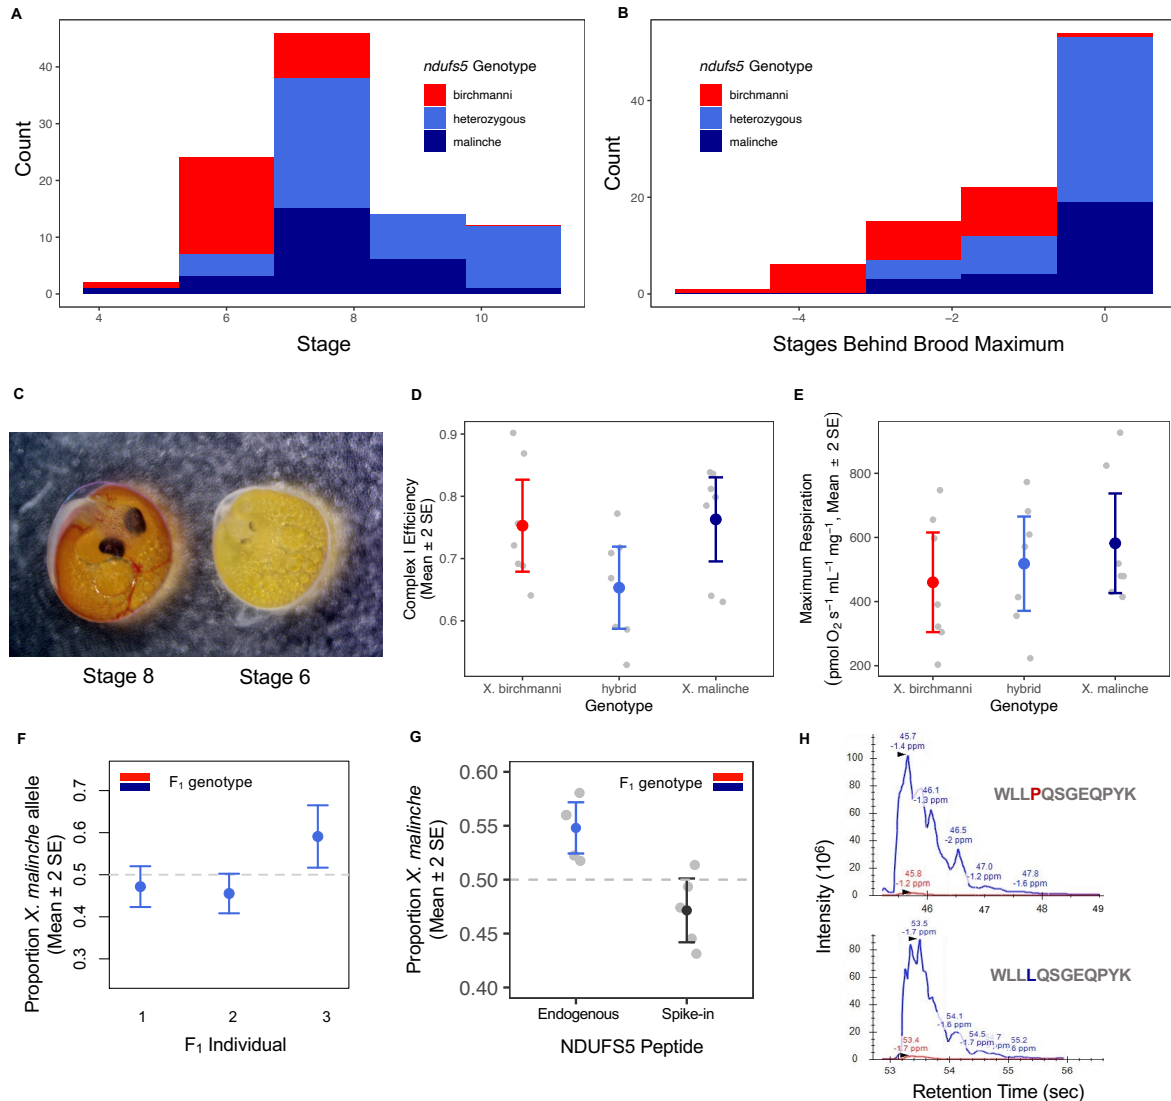 A
ndufs5 Genotype
birchmanni
heterozygous
malinche
Count
40
30
20
10
0
4
6
8
10
Stage
B
ndufs5 Genotype
birchmanni
heterozygous
malinche
Count
40
20
0
−4
−2
0
Stages Behind Brood Maximum
C
Stage 8
Stage 6
D
Complex I Efficiency
(Mean ± 2 SE)
0.9
0.8
0.7
0.6
X. birchmanni
hybrid
X. malinche
Genotype
E
Maximum Respiration
(pmol O₂ s⁻¹ mL⁻¹ mg⁻¹, Mean ± 2 SE)
800
600
400
200
X. birchmanni
hybrid
X. malinche
Genotype
F
F₁ genotype
Proportion X. malinche allele
(Mean ± 2 SE)
0.7
0.6
0.5
0.4
0.3
1
2
3
F₁ Individual
G
F₁ genotype
Proportion X. malinche
(Mean ± 2 SE)
0.60
0.55
0.50
0.45
0.40
Endogenous
Spike-in
NDUFS5 Peptide
H
Intensity (10⁶)
100
80
60
40
20
0
45.7
-1.4 ppm
46.1
-1.3 ppm
46.5
-2 ppm
47.0
-1.2 ppm
47.8
-1.6 ppm
45.8
-1.2 ppm
WLLPQSGEQPYK
46
47
48
49
80
60
40
20
0
53.5
-1.7 ppm
54.1
-1.6 ppm
54.5
-1.7 ppm
55.2
53.4
-1.7 ppm
WLLLQSGEQPYK
53
54
55
56
Retention Time (sec)